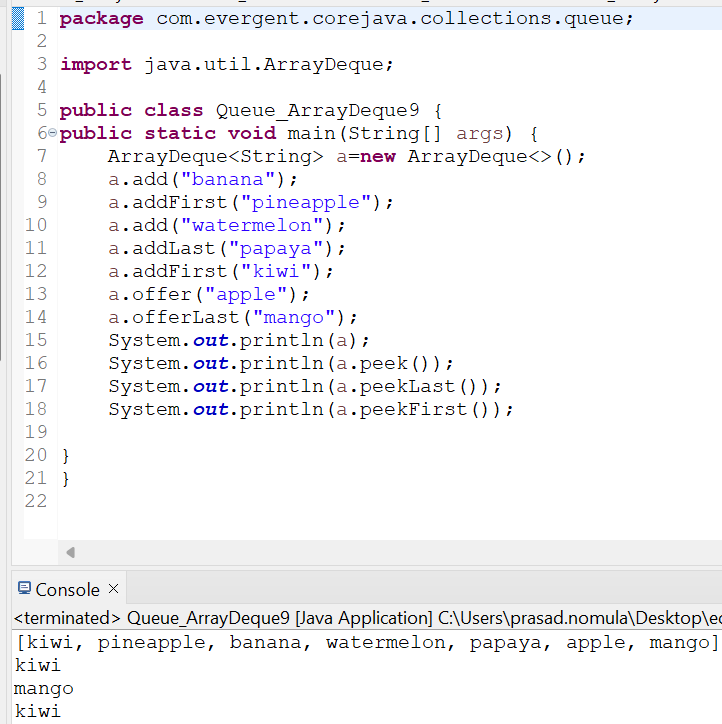 1 package com.evergent.corejava.collections.queue;
2
3 import java.util.ArrayDeque;
4
5 public class Queue_ArrayDeque9 {
6 public static void main(String[] args) {
7     ArrayDeque<String> a=new ArrayDeque<>();
8     a.add("banana");
9     a.addFirst("pineapple");
10     a.add("watermelon");
11     a.addLast("papaya");
12     a.addFirst("kiwi");
13     a.offer("apple");
14     a.offerLast("mango");
15     System.out.println(a);
16     System.out.println(a.peek());
17     System.out.println(a.peekLast());
18     System.out.println(a.peekFirst());
19
20 }
21 }
22
Console ×
<terminated> Queue_ArrayDeque9 [Java Application] C:\Users\prasad.nomula\Desktop\ec
[kiwi, pineapple, banana, watermelon, papaya, apple, mango]
kiwi
mango
kiwi